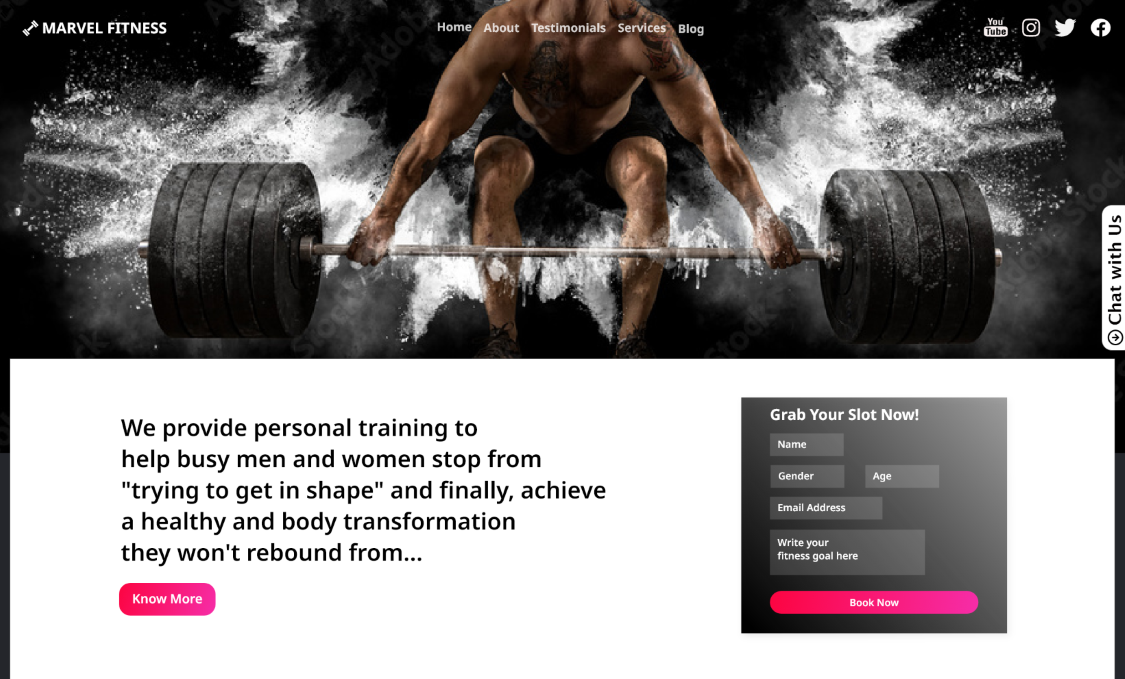 MARVEL FITNESS
Home About Testimonials Services Blog
You
Tube
Chat with Us
We provide personal training to
help busy men and women stop from
"trying to get in shape" and finally, achieve
a healthy and body transformation
they won't rebound from...
Know More
Grab Your Slot Now!
Name
Gender Age
Email Address
Write your
fitness goal here
Book Now